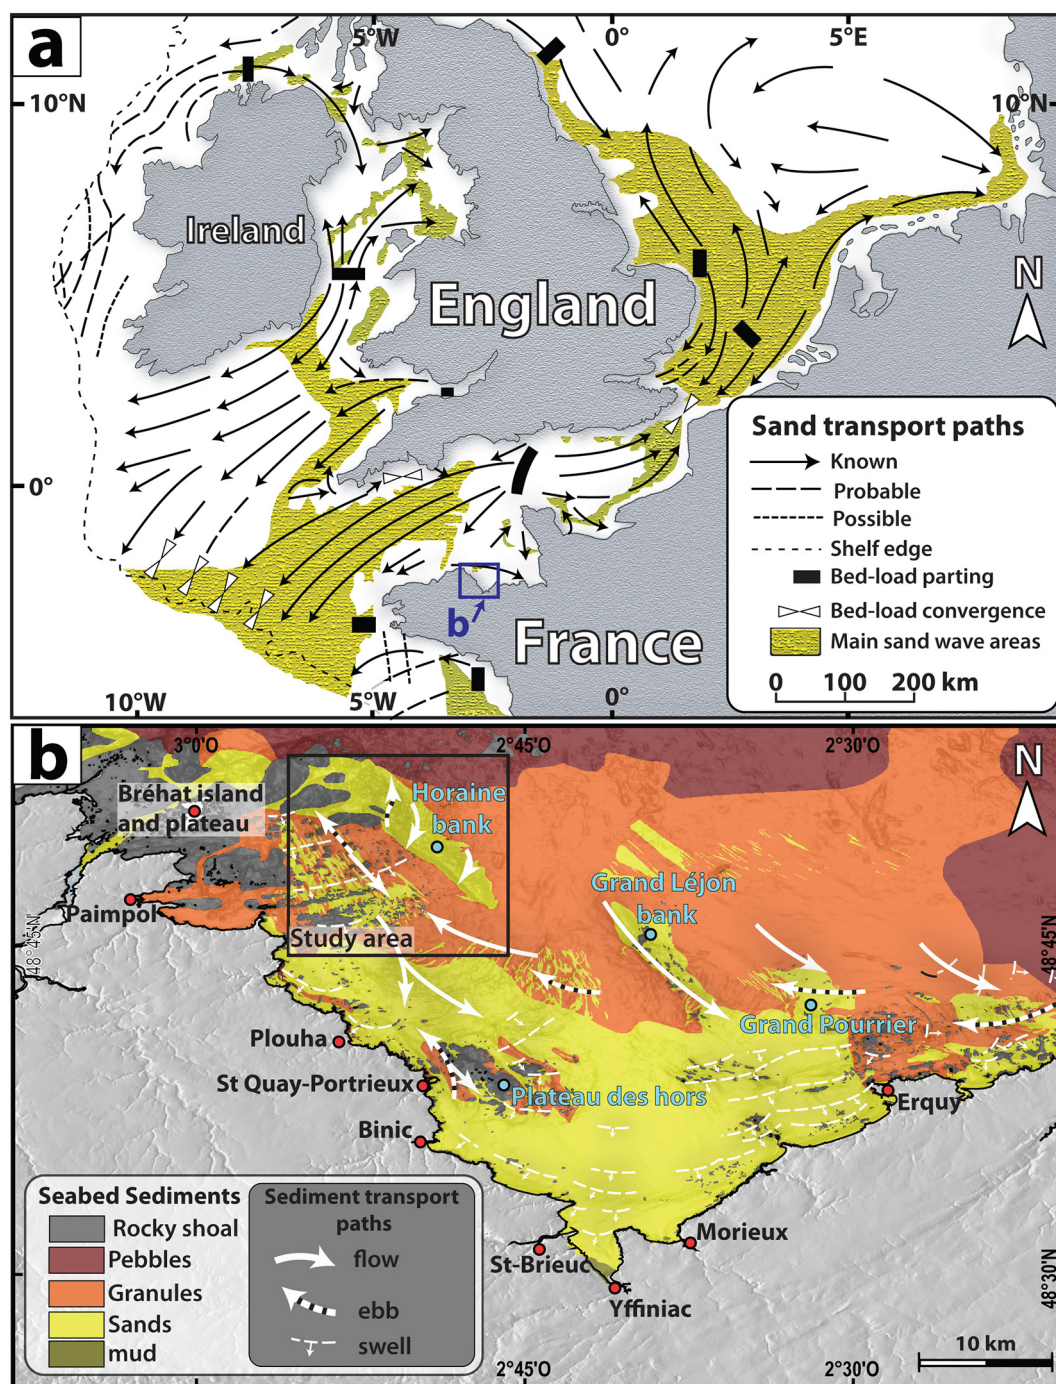 a
5°W
0°
5°E
10°N
10°N
Ireland
England
N
Sand transport paths
Known
Probable
Possible
Shelf edge
Bed-load parting
Bed-load convergence
Main sand wave areas
0 100 200 km
0°
b
France
10°W
5°W
0°
b
3°0'O
2°45'O
2°30'O
N
Bréhat island
and plateau
Horaine
bank
Grand Léjon
bank
Paimpol
48°45'N
48°45'N
Study area
Grand Pourrier
Plouha
St Quay-Portrieux
Plateau des hors
Erquy
Binic
Seabed Sediments
Rocky shoal
Pebbles
Granules
Sands
mud
Sediment transport
paths
flow
ebb
swell
Morieux
St-Brieuc
Yffiniac
48°30'N
2°45'O
2°30'O
10 km